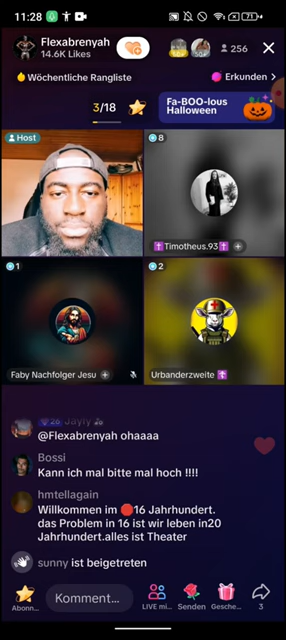 11:28
71
Flexabrenyah
14.6K Likes
256
Wöchentliche Rangliste
Erkunden >
3/18
Fa-BOO-lous
Halloween
Host
8
✝️Timotheus.93✝️
1
Faby Nachfolger Jesu
2
Urbanderzweite ✝️
Jayly
@Flexabrenyah ohaaaa
Bossi
Kann ich mal bitte mal hoch !!!!
hmtellagain
Willkommen im 🔴16 Jahrhundert.
das Problem in 16 ist wir leben in20
Jahrhundert.alles ist Theater
sunny ist beigetreten
Komment...
Abonn...
LIVE mi...
Senden
Gesche...
3